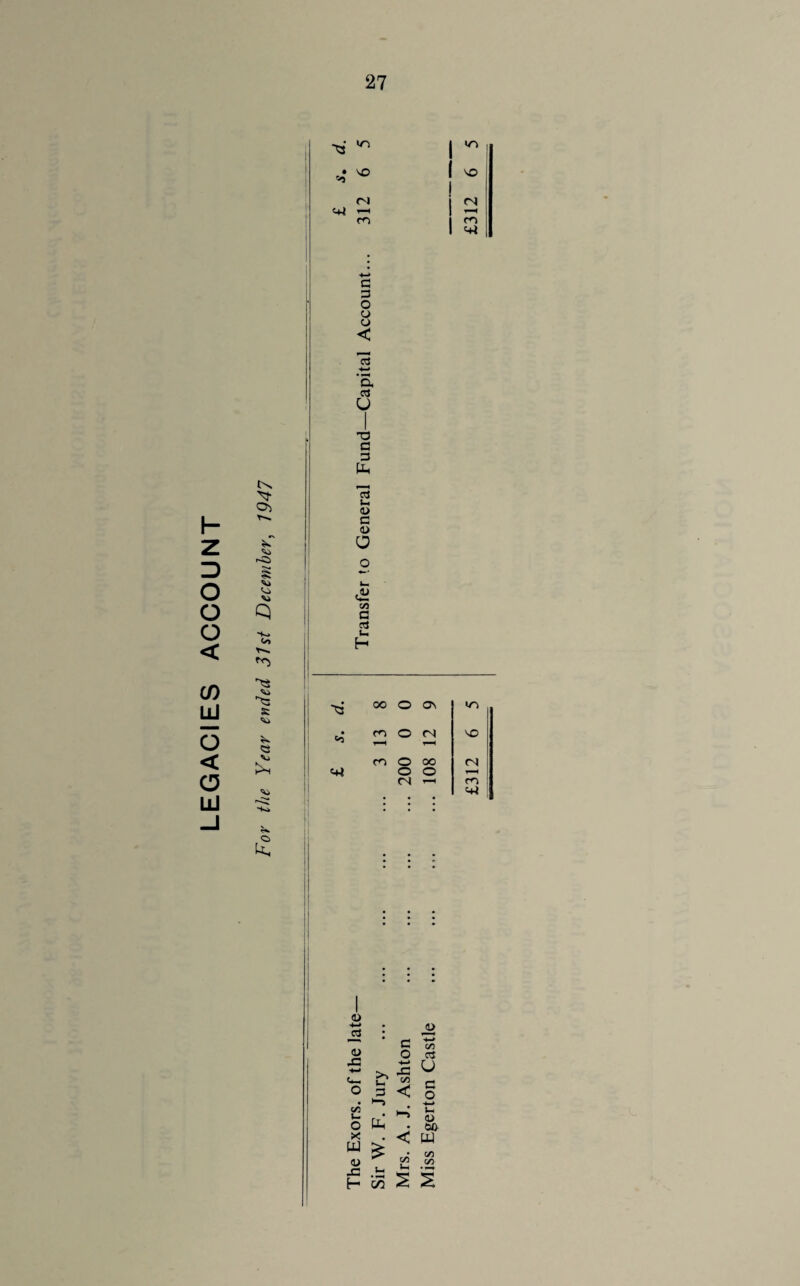 27
LEGACIES ACCOUNT
For the Year ended 31st December, 1947
£ s. d.
The Exors. of the late—
Sir W. F. Jury ... ... ... ... 3 13 8
Mrs. A. J. Ashton ... ... ... ... 200 0 0
Miss Egerton Castle ... ... ... ... 108 12 9
£312 6 5
£ s. d.
Transfer to General Fund—Capital Account... 312 6 5
£312 6 5